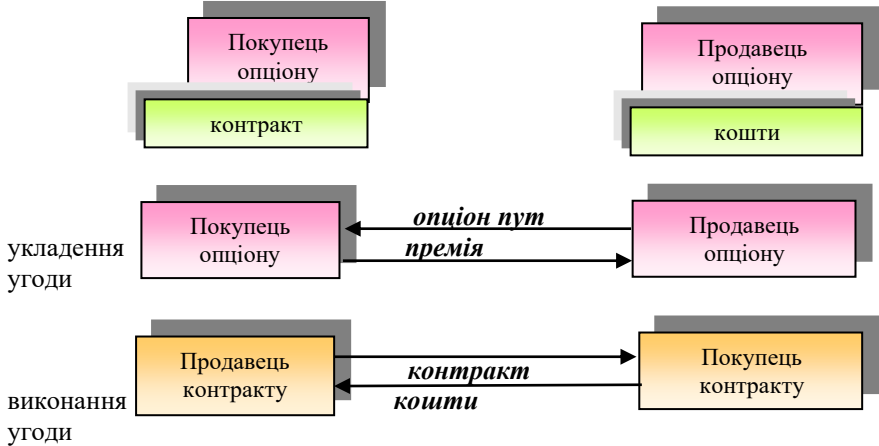 Покупець
опціону
Продавець
опціону
контракт
кошти
укладення
угоди
Покупець
опціону
опціон пут
премія
Продавець
опціону
виконання
угоди
Продавець
контракту
контракт
кошти
Покупець
контракту